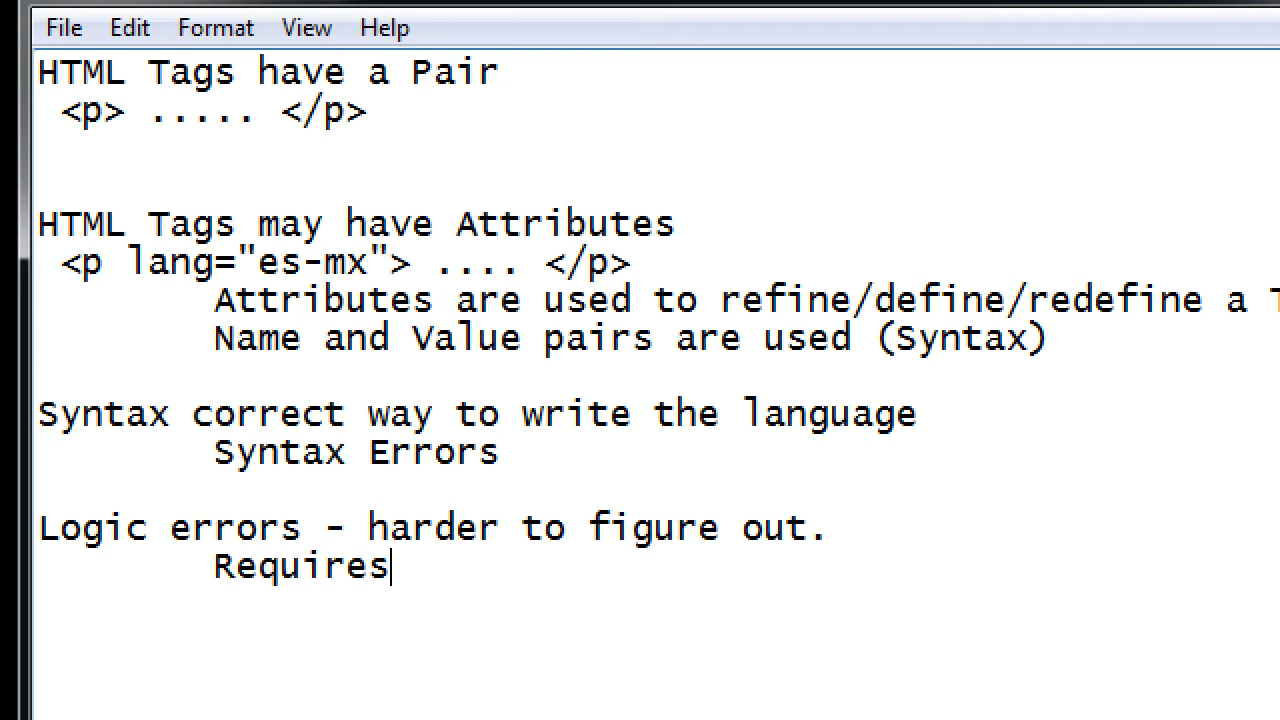 File Edit Format View Help
HTML Tags have a Pair
<p> ..... </p>
HTML Tags may have Attributes
<p lang="es-mx"> .... </p>
Attributes are used to refine/define/redefine a
Name and Value pairs are used (Syntax)
Syntax correct way to write the language
Syntax Errors
Logic errors - harder to figure out.
Requires